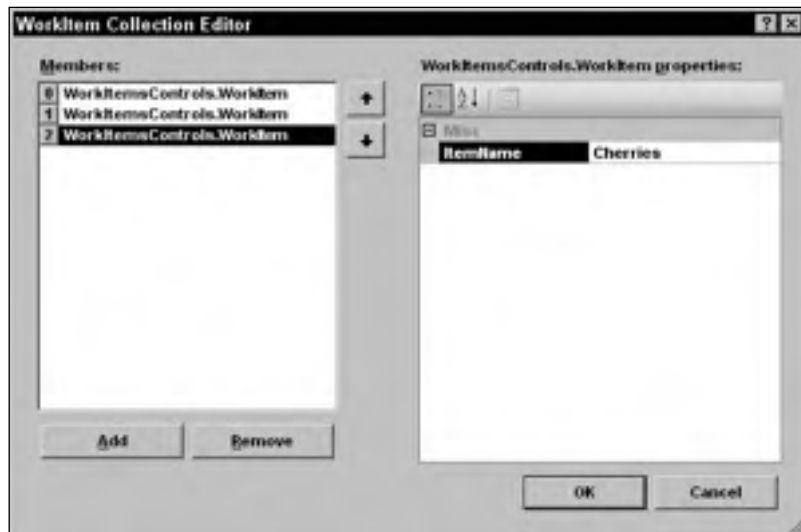 WorkItem Collection Editor
Members:
0 WorkItemsControls.WorkItem
1 WorkItemsControls.WorkItem
2 WorkItemsControls.WorkItem
Add Remove
WorkItemsControls.WorkItem properties:
Misc
ItemName Cherries
OK Cancel